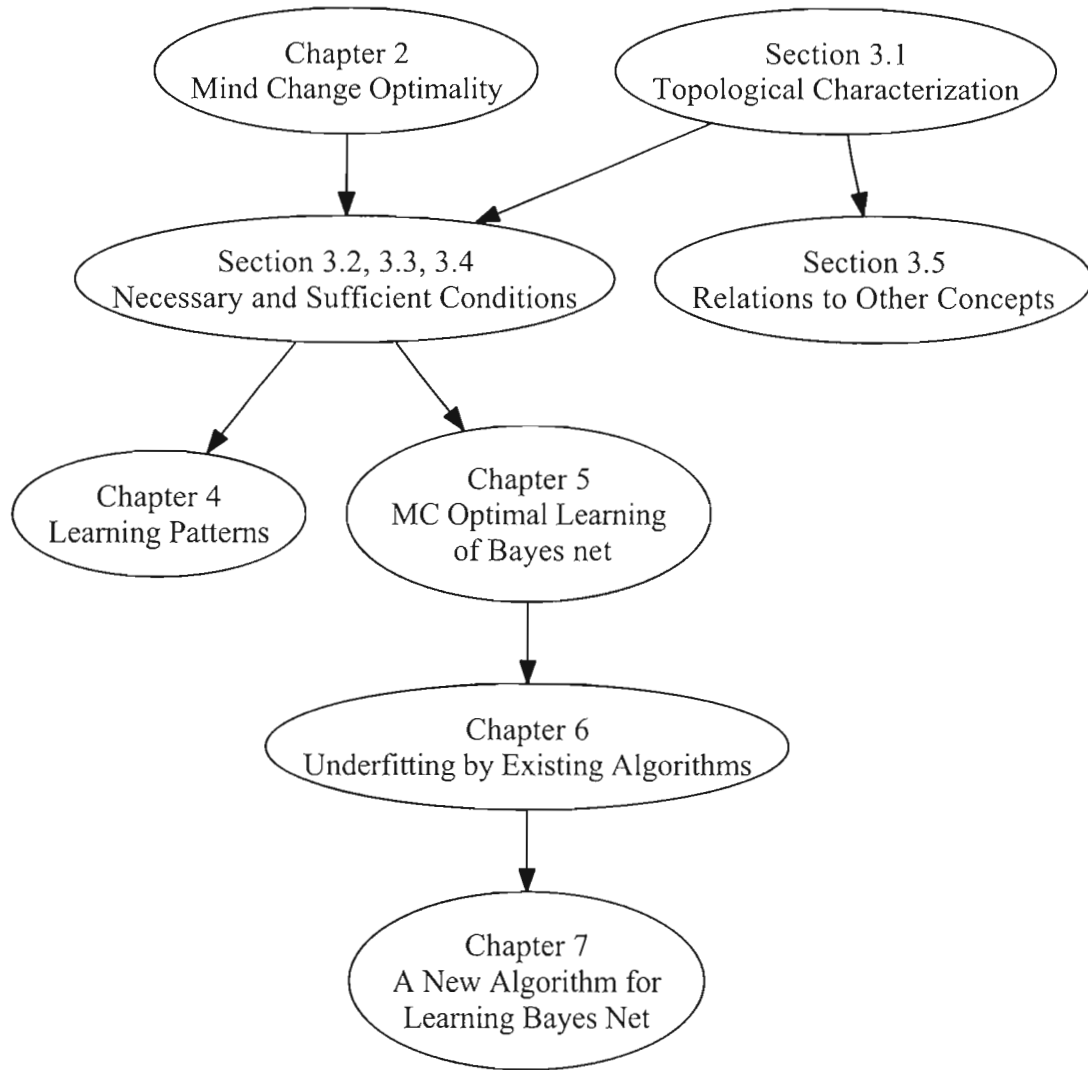 Chapter 2
Mind Change Optimality
Section 3.1
Topological Characterization
Section 3.2, 3.3, 3.4
Necessary and Sufficient Conditions
Section 3.5
Relations to Other Concepts
Chapter 4
Learning Patterns
Chapter 5
MC Optimal Learning
of Bayes net
Chapter 6
Underfitting by Existing Algorithms
Chapter 7
A New Algorithm for
Learning Bayes Net